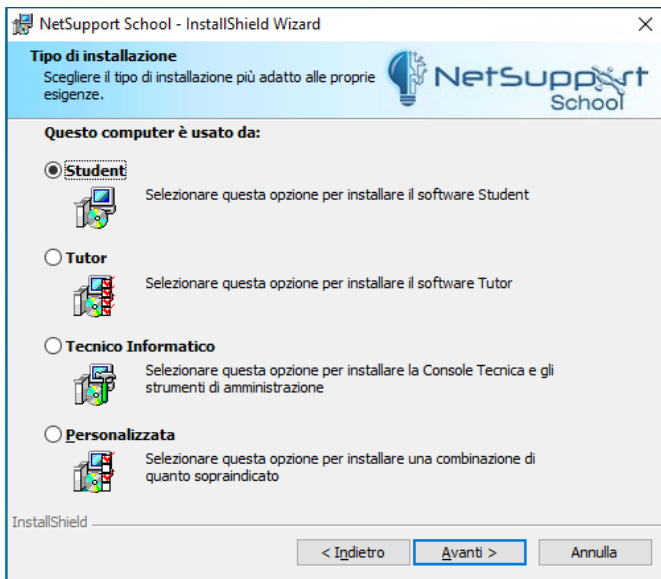 NetSupport School - InstallShield Wizard
Tipo di installazione
Scegliere il tipo di installazione più adatto alle proprie
esigenze.
NetSupport
School
Questo computer è usato da:
Student
Selezionare questa opzione per installare il software Student
Tutor
Selezionare questa opzione per installare il software Tutor
Tecnico Informatico
Selezionare questa opzione per installare la Console Tecnica e gli
strumenti di amministrazione
Personalizzata
Selezionare questa opzione per installare una combinazione di
quanto sopraindicato
InstallShield
< Indietro
Avanti >
Annulla